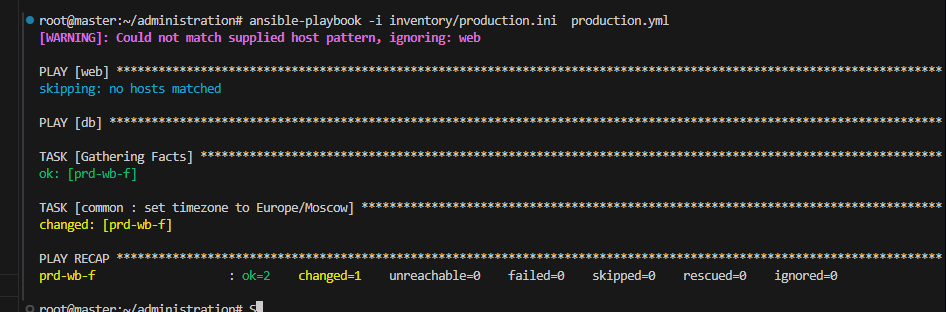 root@master:~/administration# ansible-playbook -i inventory/production.ini  production.yml
[WARNING]: Could not match supplied host pattern, ignoring: web
PLAY [web] **********************************************************************************************************************
skipping: no hosts matched
PLAY [db] ***********************************************************************************************************************
TASK [Gathering Facts] **********************************************************************************************************
ok: [prd-wb-f]
TASK [common : set timezone to Europe/Moscow] ***********************************************************************************
changed: [prd-wb-f]
PLAY RECAP **********************************************************************************************************************
prd-wb-f                   : ok=2    changed=1    unreachable=0    failed=0    skipped=0    rescued=0    ignored=0
root@master:~/administration# S